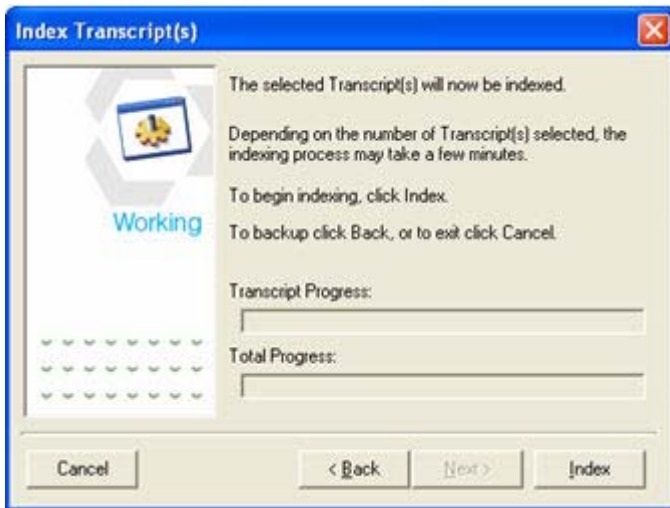 Index Transcript(s)
The selected Transcript(s) will now be indexed.
Depending on the number of Transcript(s) selected, the
indexing process may take a few minutes.
To begin indexing, click Index.
Working
To backup click Back, or to exit click Cancel.
Transcript Progress:
Total Progress:
Cancel
< Back
Next >
Index